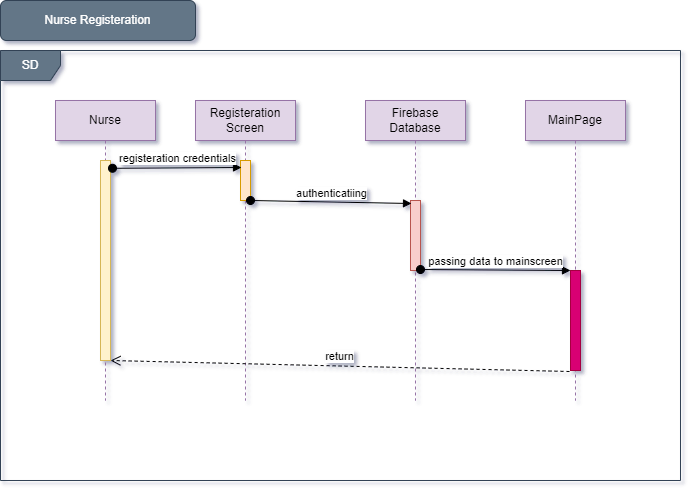 Nurse Registeration
SD
Nurse
Registeration
Screen
Firebase
Database
MainPage
registeration credentials
authenticatiing
passing data to mainscreen
return